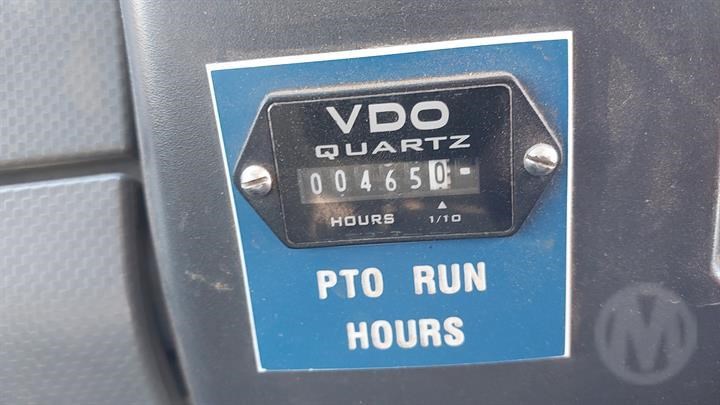 VDO
QUARTZ
004650
HOURS 1/10
PTO RUN
HOURS
M